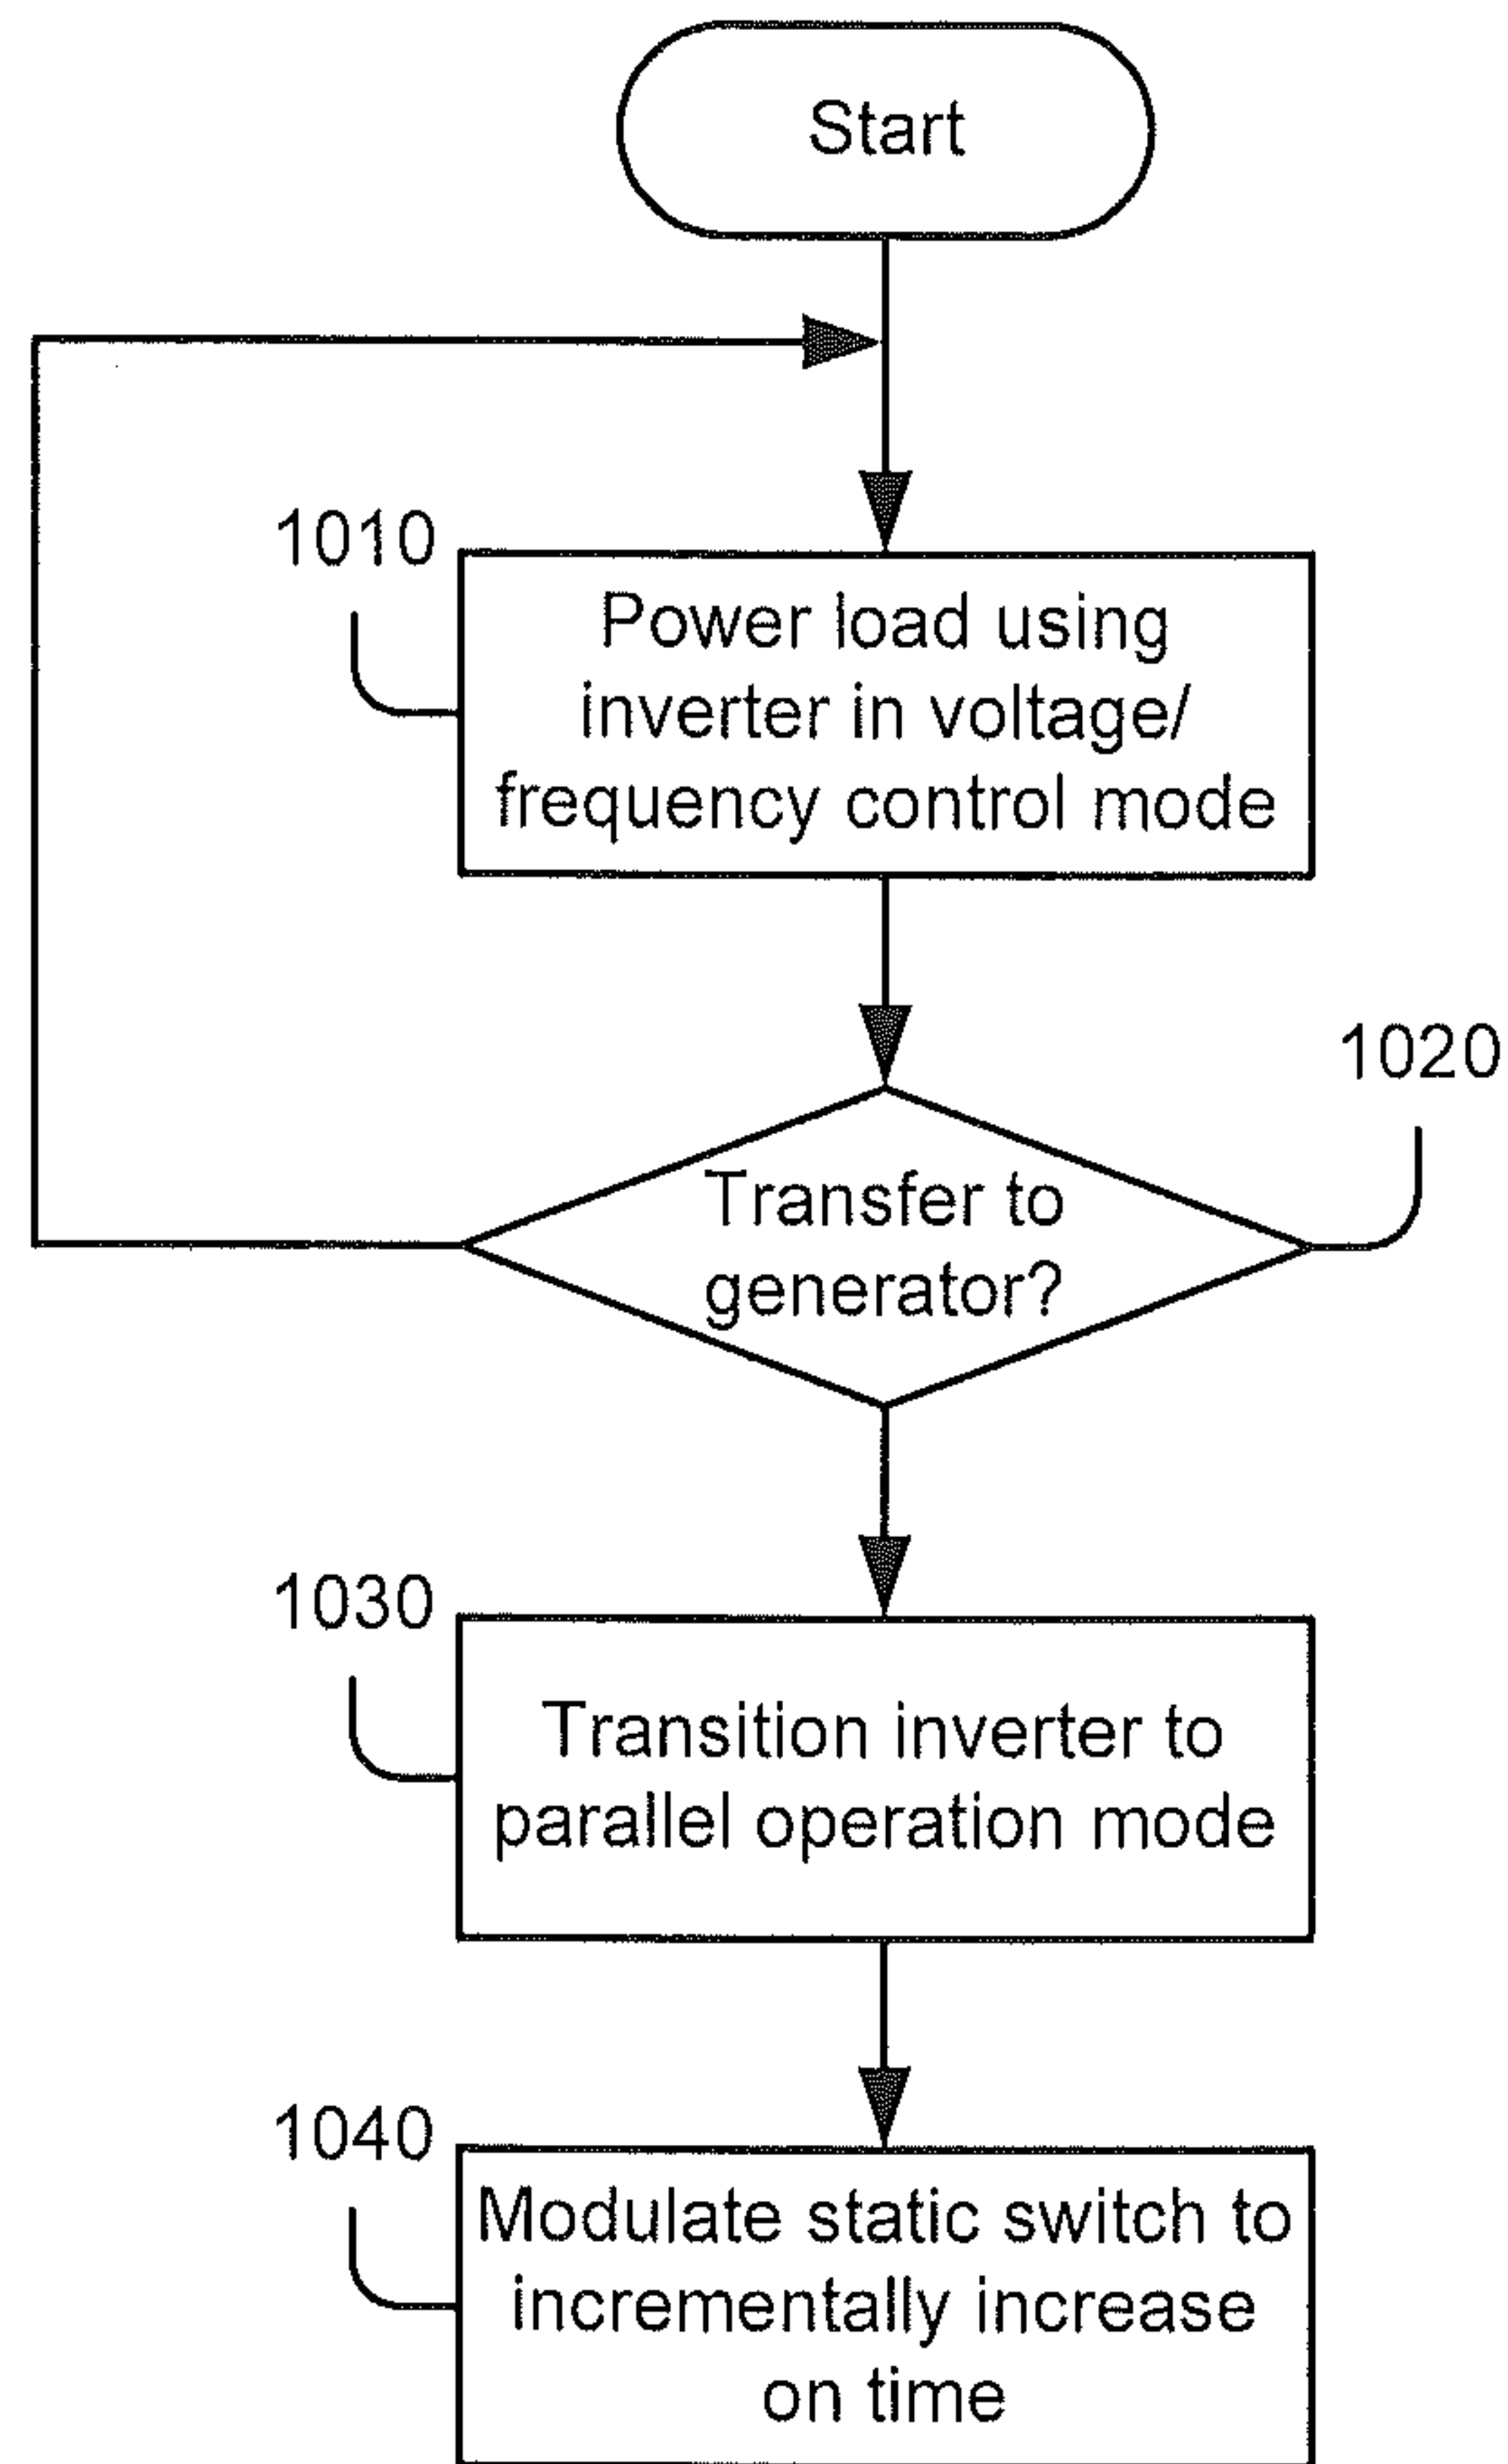 Start
1010
Power load using
inverter in voltage/
frequency control mode
1020
Transfer to
generator?
1030
Transition inverter to
parallel operation mode
1040
Modulate static switch to
incrementally increase
on time